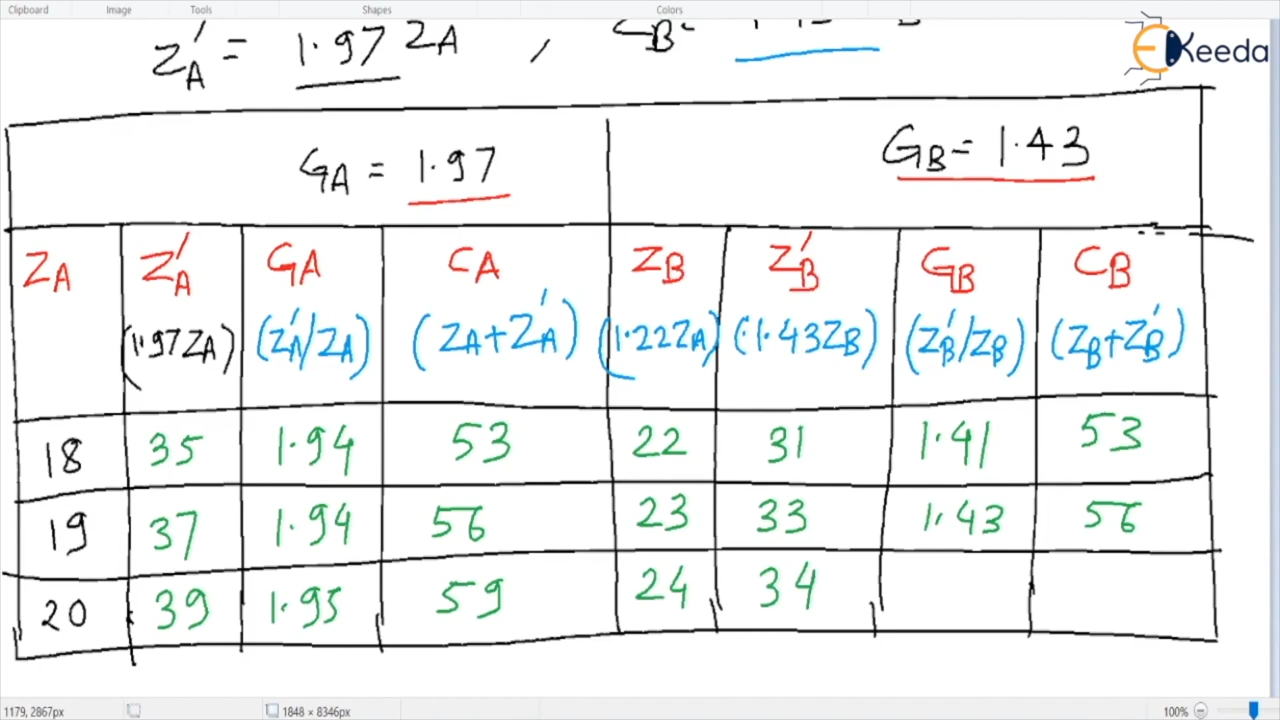 Clipboard Image Tools Shapes Colors
Z'A = 1.97 ZA ,
Keeda
GA = 1.97 GB = 1.43
ZA Z'A GA CA ZB Z'B GB CB
(1.97ZA) (Z'A/ZA) (ZA+Z'A) (1.22ZA) (1.43ZB) (Z'B/ZB) (ZB+Z'B)
18 35 1.94 53 22 31 1.41 53
19 37 1.94 56 23 33 1.43 56
20 39 1.95 59 24 34
1179, 2867px 1848 × 8346px 100%